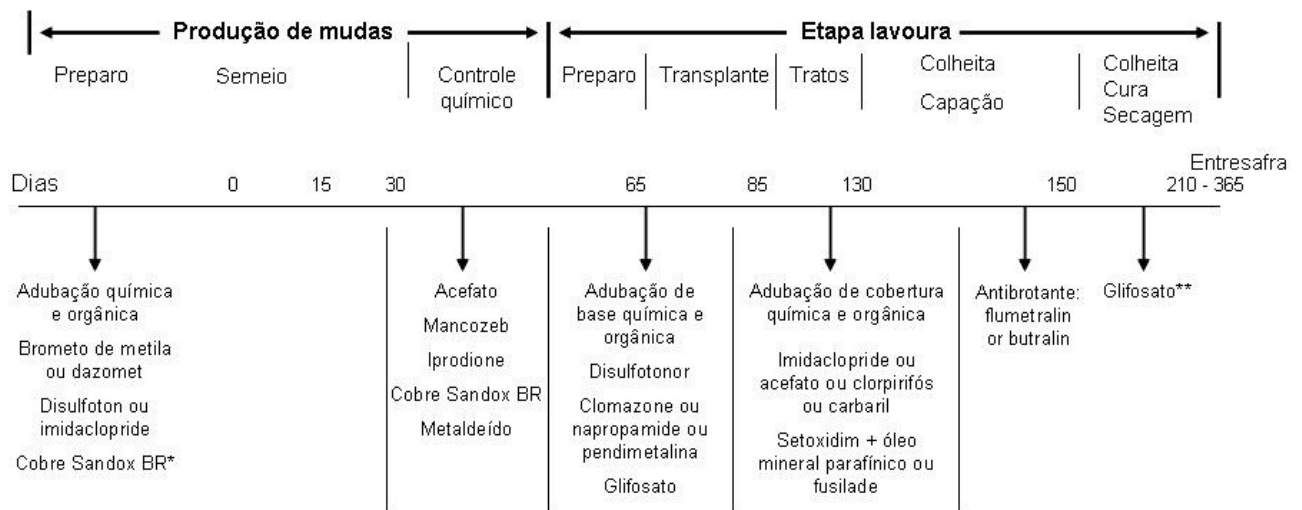 Produção de mudas
Etapa lavoura
Preparo
Semeio
Controle
químico
Preparo
Transplante
Tratos
Colheita
Capação
Colheita
Cura
Secagem
Entresafra
Dias 0 15 30 65 85 130 150 210 - 365
Adubação química
e orgânica
Brometo de metila
ou dazomet
Disulfoton ou
imidaclopride
Cobre Sandox BR*
Acefato
Mancozeb
Iprodione
Cobre Sandox BR
Metaldeído
Adubação de
base química e
orgânica
Disulfotonor
Clomazone ou
napropamide ou
pendimetalina
Glifosato
Adubação de cobertura
química e orgânica
Imidaclopride ou
acefato ou clorpirifós
ou carbaril
Setoxidim + óleo
mineral parafínico ou
fusilade
Antibrotante:
flumetralin
or butralin
Glifosato**